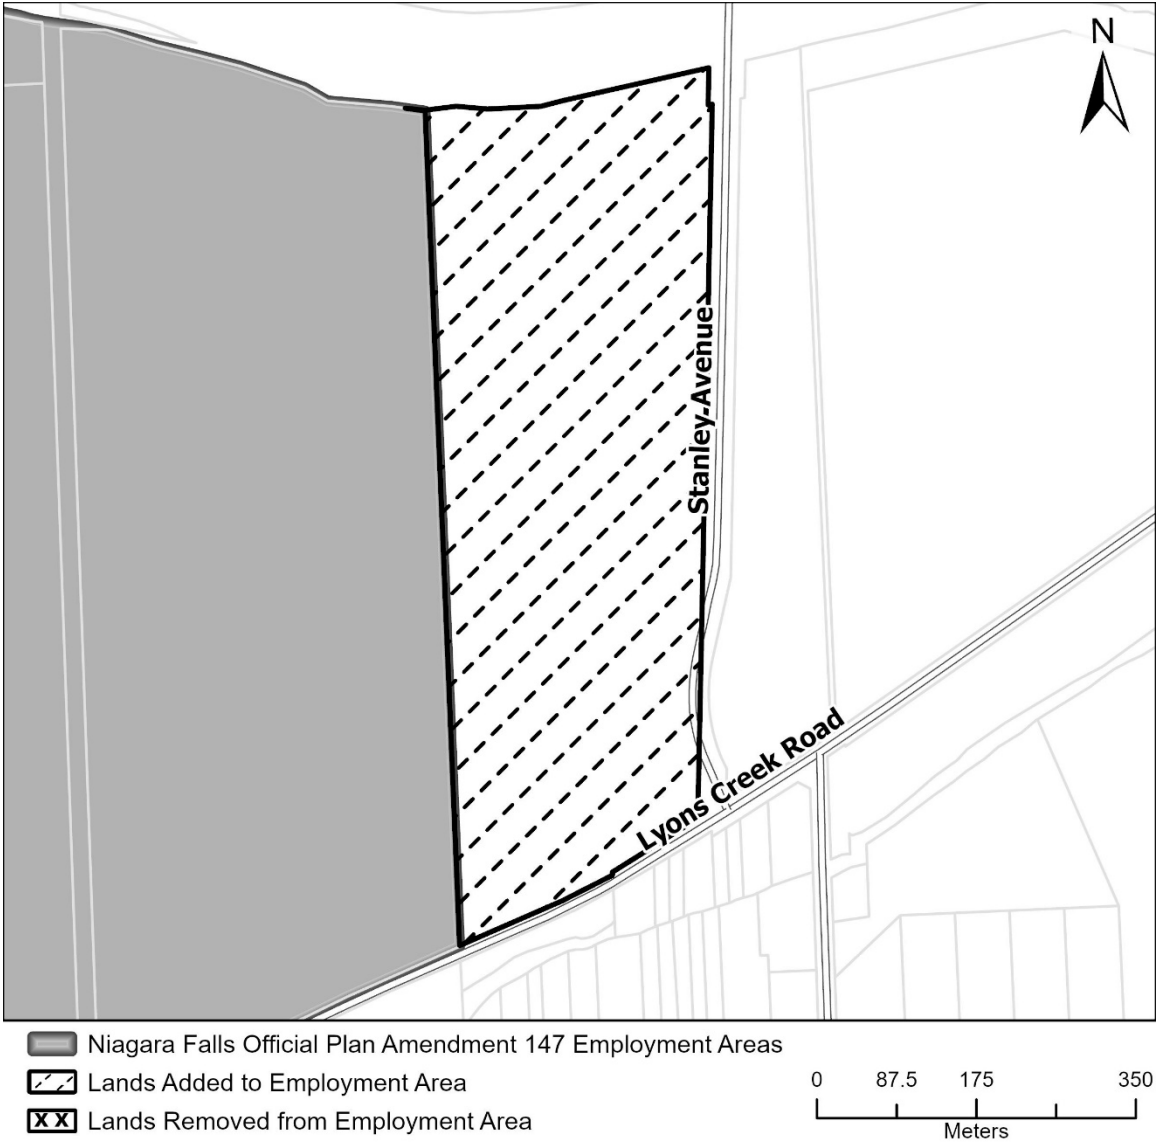 N
Stanley Avenue
Lyons Creek Road
Niagara Falls Official Plan Amendment 147 Employment Areas
Lands Added to Employment Area
X X Lands Removed from Employment Area
0 87.5 175 350
Meters